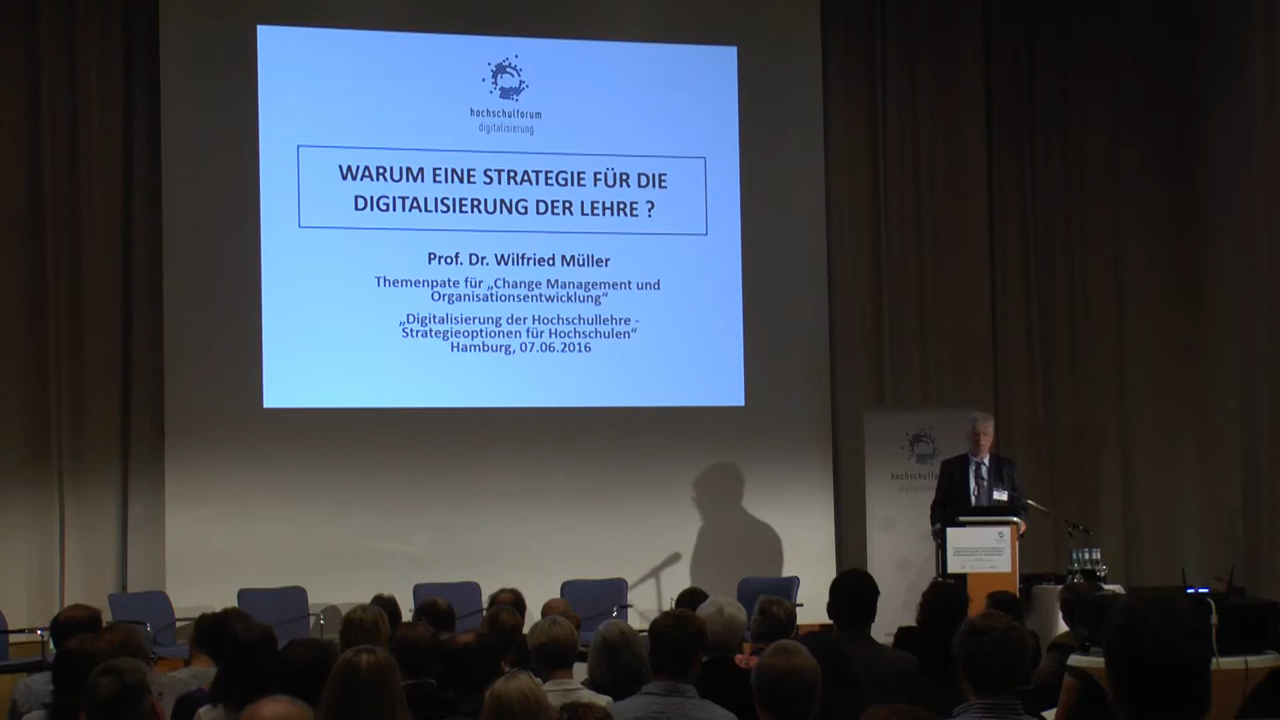 hochschulforum
digitalisierung
WARUM EINE STRATEGIE FÜR DIE
DIGITALISIERUNG DER LEHRE ?
Prof. Dr. Wilfried Müller
Themenpate für „Change Management und
Organisationsentwicklung“
„Digitalisierung der Hochschullehre -
Strategieoptionen für Hochschulen“
Hamburg, 07.06.2016